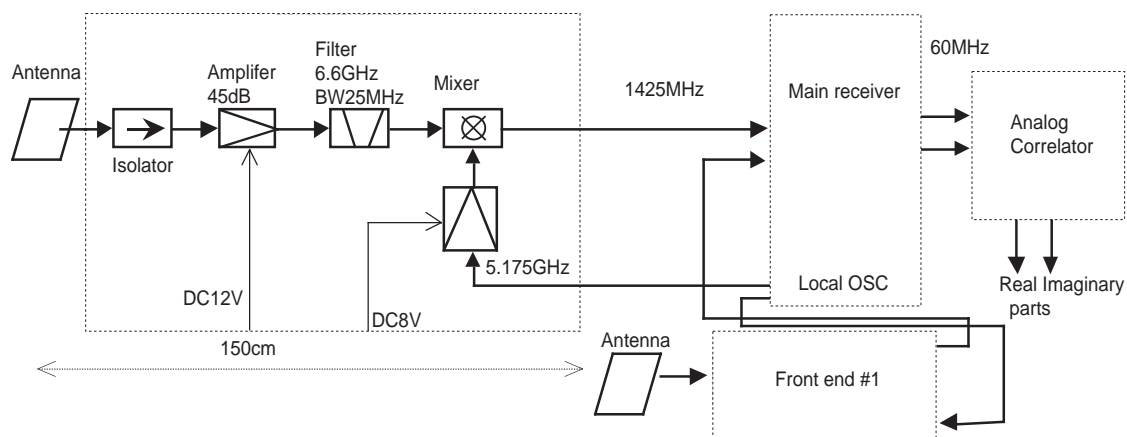 Antenna
Isolator
Amplifer
45dB
Filter
6.6GHz
BW25MHz
Mixer
1425MHz
Main receiver
60MHz
Analog
Correlator
5.175GHz
Local OSC
Real Imaginary
parts
DC12V
DC8V
150cm
Antenna
Front end #1